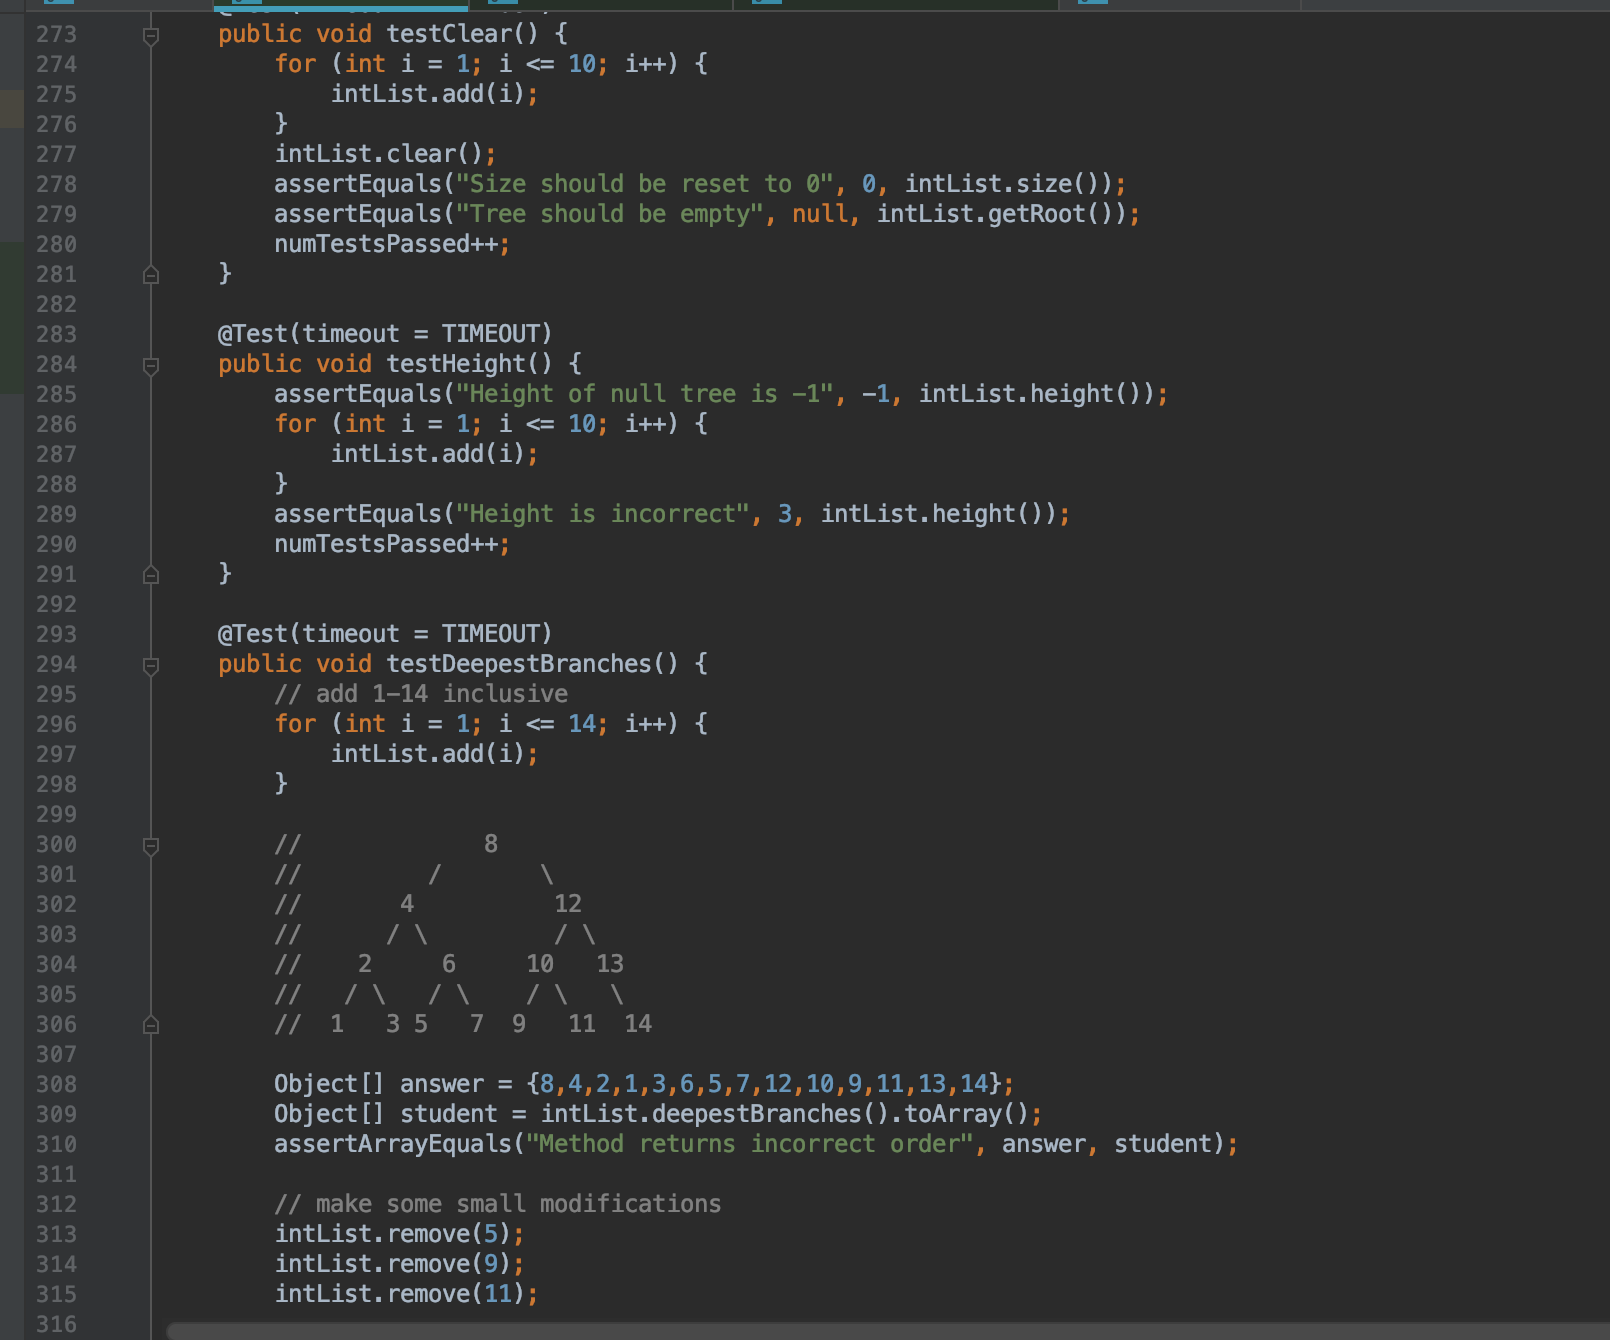 273 public void testClear() {
274 for (int i = 1; i <= 10; i++) {
275 intList.add(i);
276 }
277 intList.clear();
278 assertEquals("Size should be reset to 0", 0, intList.size());
279 assertEquals("Tree should be empty", null, intList.getRoot());
280 numTestsPassed++;
281 }
282
283 @Test(timeout = TIMEOUT)
284 public void testHeight() {
285 assertEquals("Height of null tree is -1", -1, intList.height());
286 for (int i = 1; i <= 10; i++) {
287 intList.add(i);
288 }
289 assertEquals("Height is incorrect", 3, intList.height());
290 numTestsPassed++;
291 }
292
293 @Test(timeout = TIMEOUT)
294 public void testDeepestBranches() {
295 // add 1-14 inclusive
296 for (int i = 1; i <= 14; i++) {
297 intList.add(i);
298 }
299
300 //             8
301 //         /       \
302 //       4          12
303 //      / \         / \
304 //    2     6     10   13
305 //   / \   / \    / \   \
306 //  1   3 5   7  9   11  14
307
308 Object[] answer = {8,4,2,1,3,6,5,7,12,10,9,11,13,14};
309 Object[] student = intList.deepestBranches().toArray();
310 assertArrayEquals("Method returns incorrect order", answer, student);
311
312 // make some small modifications
313 intList.remove(5);
314 intList.remove(9);
315 intList.remove(11);
316